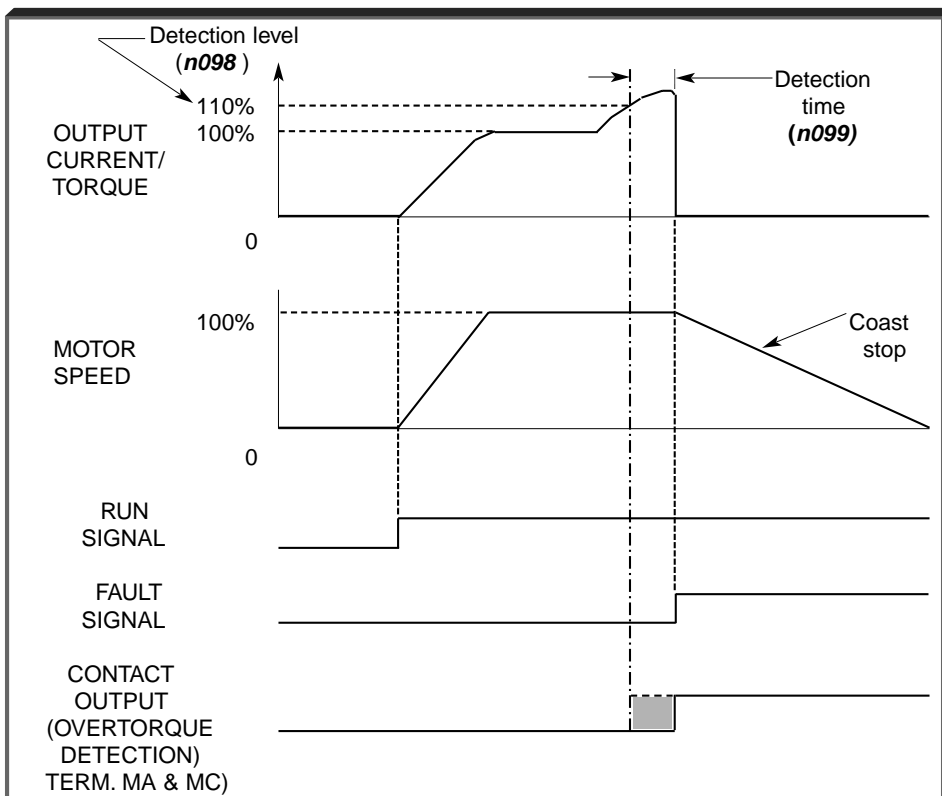 Detection level
(n098 )
110%
100%
OUTPUT
CURRENT/
TORQUE
0
Detection
time
(n099)
100%
MOTOR
SPEED
0
Coast
stop
RUN
SIGNAL
FAULT
SIGNAL
CONTACT
OUTPUT
(OVERTORQUE
DETECTION)
TERM. MA & MC)